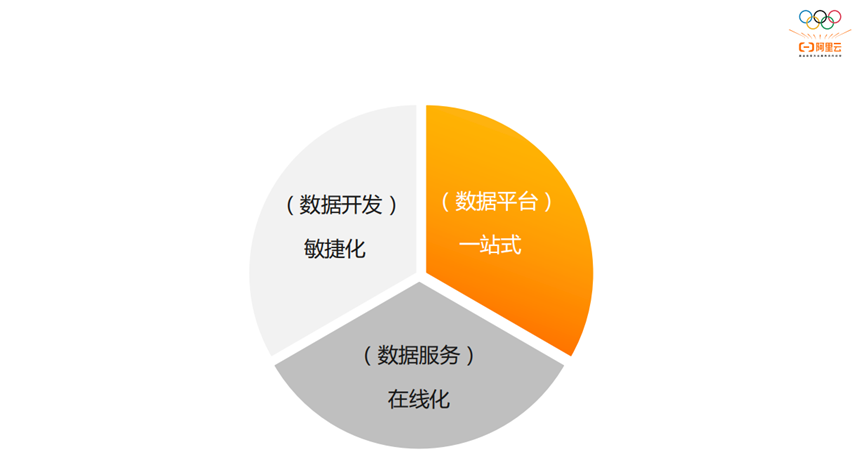 阿里云
（数据开发）
敏捷化
（数据平台）
一站式
（数据服务）
在线化